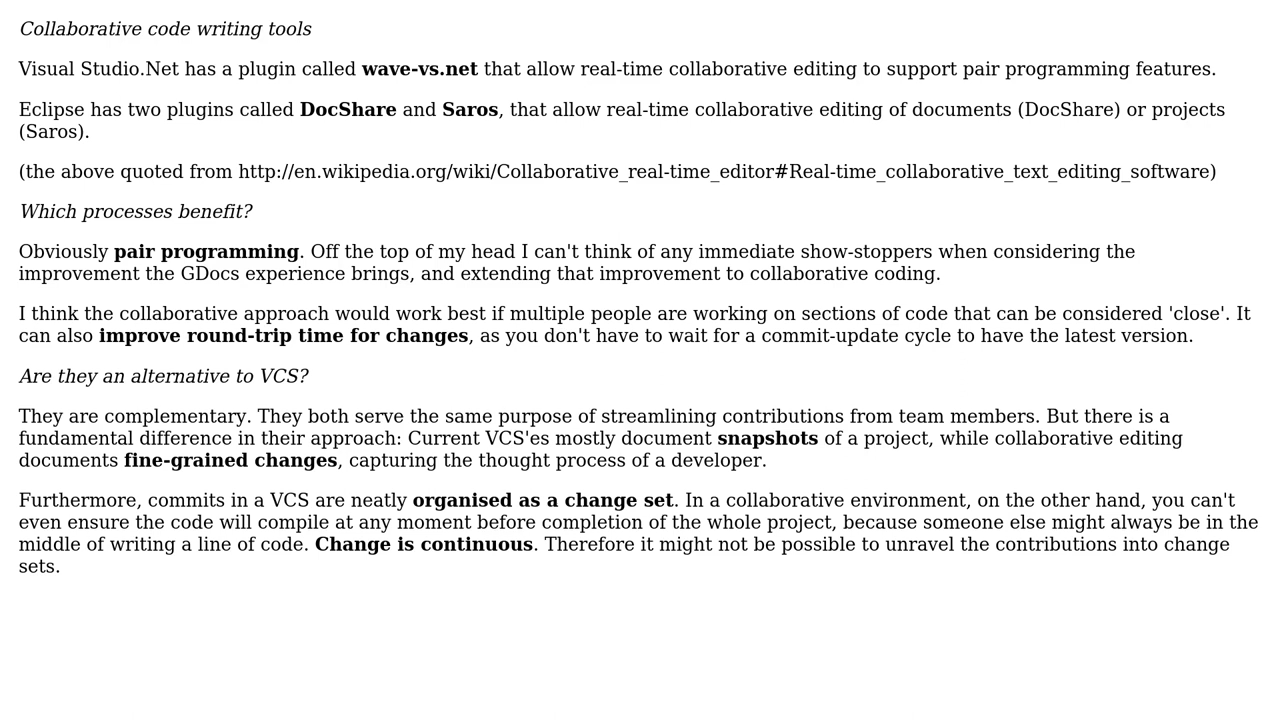 Collaborative code writing tools
Visual Studio.Net has a plugin called wave-vs.net that allow real-time collaborative editing to support pair programming features.
Eclipse has two plugins called DocShare and Saros, that allow real-time collaborative editing of documents (DocShare) or projects
(Saros).
(the above quoted from http://en.wikipedia.org/wiki/Collaborative_real-time_editor#Real-time_collaborative_text_editing_software)
Which processes benefit?
Obviously pair programming. Off the top of my head I can't think of any immediate show-stoppers when considering the
improvement the GDocs experience brings, and extending that improvement to collaborative coding.
I think the collaborative approach would work best if multiple people are working on sections of code that can be considered 'close'. It
can also improve round-trip time for changes, as you don't have to wait for a commit-update cycle to have the latest version.
Are they an alternative to VCS?
They are complementary. They both serve the same purpose of streamlining contributions from team members. But there is a
fundamental difference in their approach: Current VCS'es mostly document snapshots of a project, while collaborative editing
documents fine-grained changes, capturing the thought process of a developer.
Furthermore, commits in a VCS are neatly organised as a change set. In a collaborative environment, on the other hand, you can't
even ensure the code will compile at any moment before completion of the whole project, because someone else might always be in the
middle of writing a line of code. Change is continuous. Therefore it might not be possible to unravel the contributions into change
sets.